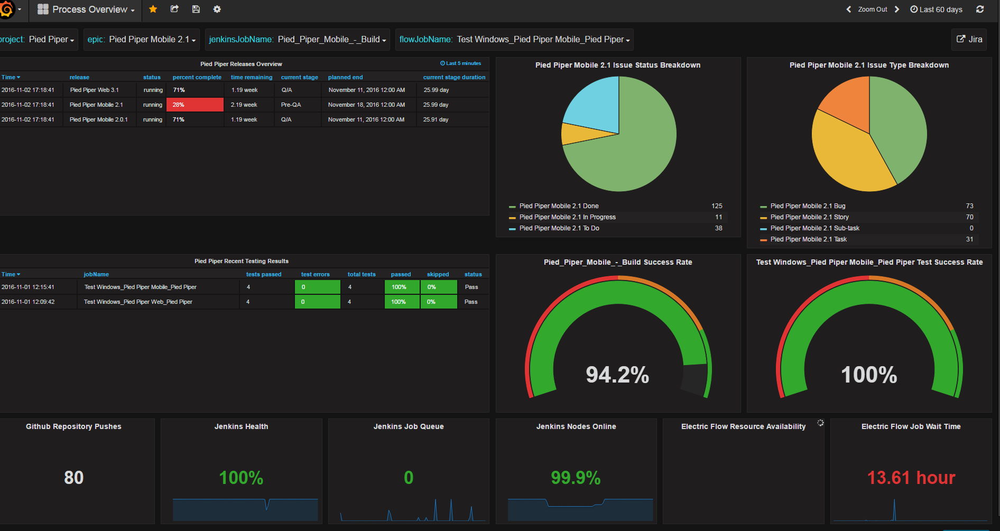 Process Overview
Zoom Out
Last 60 days
project: Pied Piper
epic: Pied Piper Mobile 2.1
jenkinsJobName: Pied_Piper_Mobile_-_Build
flowJobName: Test Windows_Pied Piper Mobile_Pied Piper
Jira
Pied Piper Releases Overview
Last 5 minutes
Time release status percent complete time remaining current stage planned end current stage duration
2016-11-02 17:18:41 Pied Piper Web 3.1 running 71% 1.19 week Q/A November 11, 2016 12:00 AM 25.99 day
2016-11-02 17:18:41 Pied Piper Mobile 2.1 running 28% 2.19 week Pre-QA November 18, 2016 12:00 AM 25.99 day
2016-11-02 17:18:41 Pied Piper Mobile 2.0.1 running 71% 1.19 week Q/A November 11, 2016 12:00 AM 25.91 day
Pied Piper Mobile 2.1 Issue Status Breakdown
Pied Piper Mobile 2.1 Done 125
Pied Piper Mobile 2.1 In Progress 11
Pied Piper Mobile 2.1 To Do 38
Pied Piper Mobile 2.1 Issue Type Breakdown
Pied Piper Mobile 2.1 Bug 73
Pied Piper Mobile 2.1 Story 70
Pied Piper Mobile 2.1 Sub-task 0
Pied Piper Mobile 2.1 Task 31
Pied Piper Recent Testing Results
Time jobName tests passed test errors total tests passed skipped status
2016-11-01 12:15:41 Test Windows_Pied Piper Mobile_Pied Piper 4 0 4 100% 0% Pass
2016-11-01 12:09:42 Test Windows_Pied Piper Web_Pied Piper 4 0 4 100% 0% Pass
Pied_Piper_Mobile_-_Build Success Rate
94.2%
Test Windows_Pied Piper Mobile_Pied Piper Test Success Rate
100%
Github Repository Pushes
80
Jenkins Health
100%
Jenkins Job Queue
0
Jenkins Nodes Online
99.9%
Electric Flow Resource Availability
Electric Flow Job Wait Time
13.61 hour